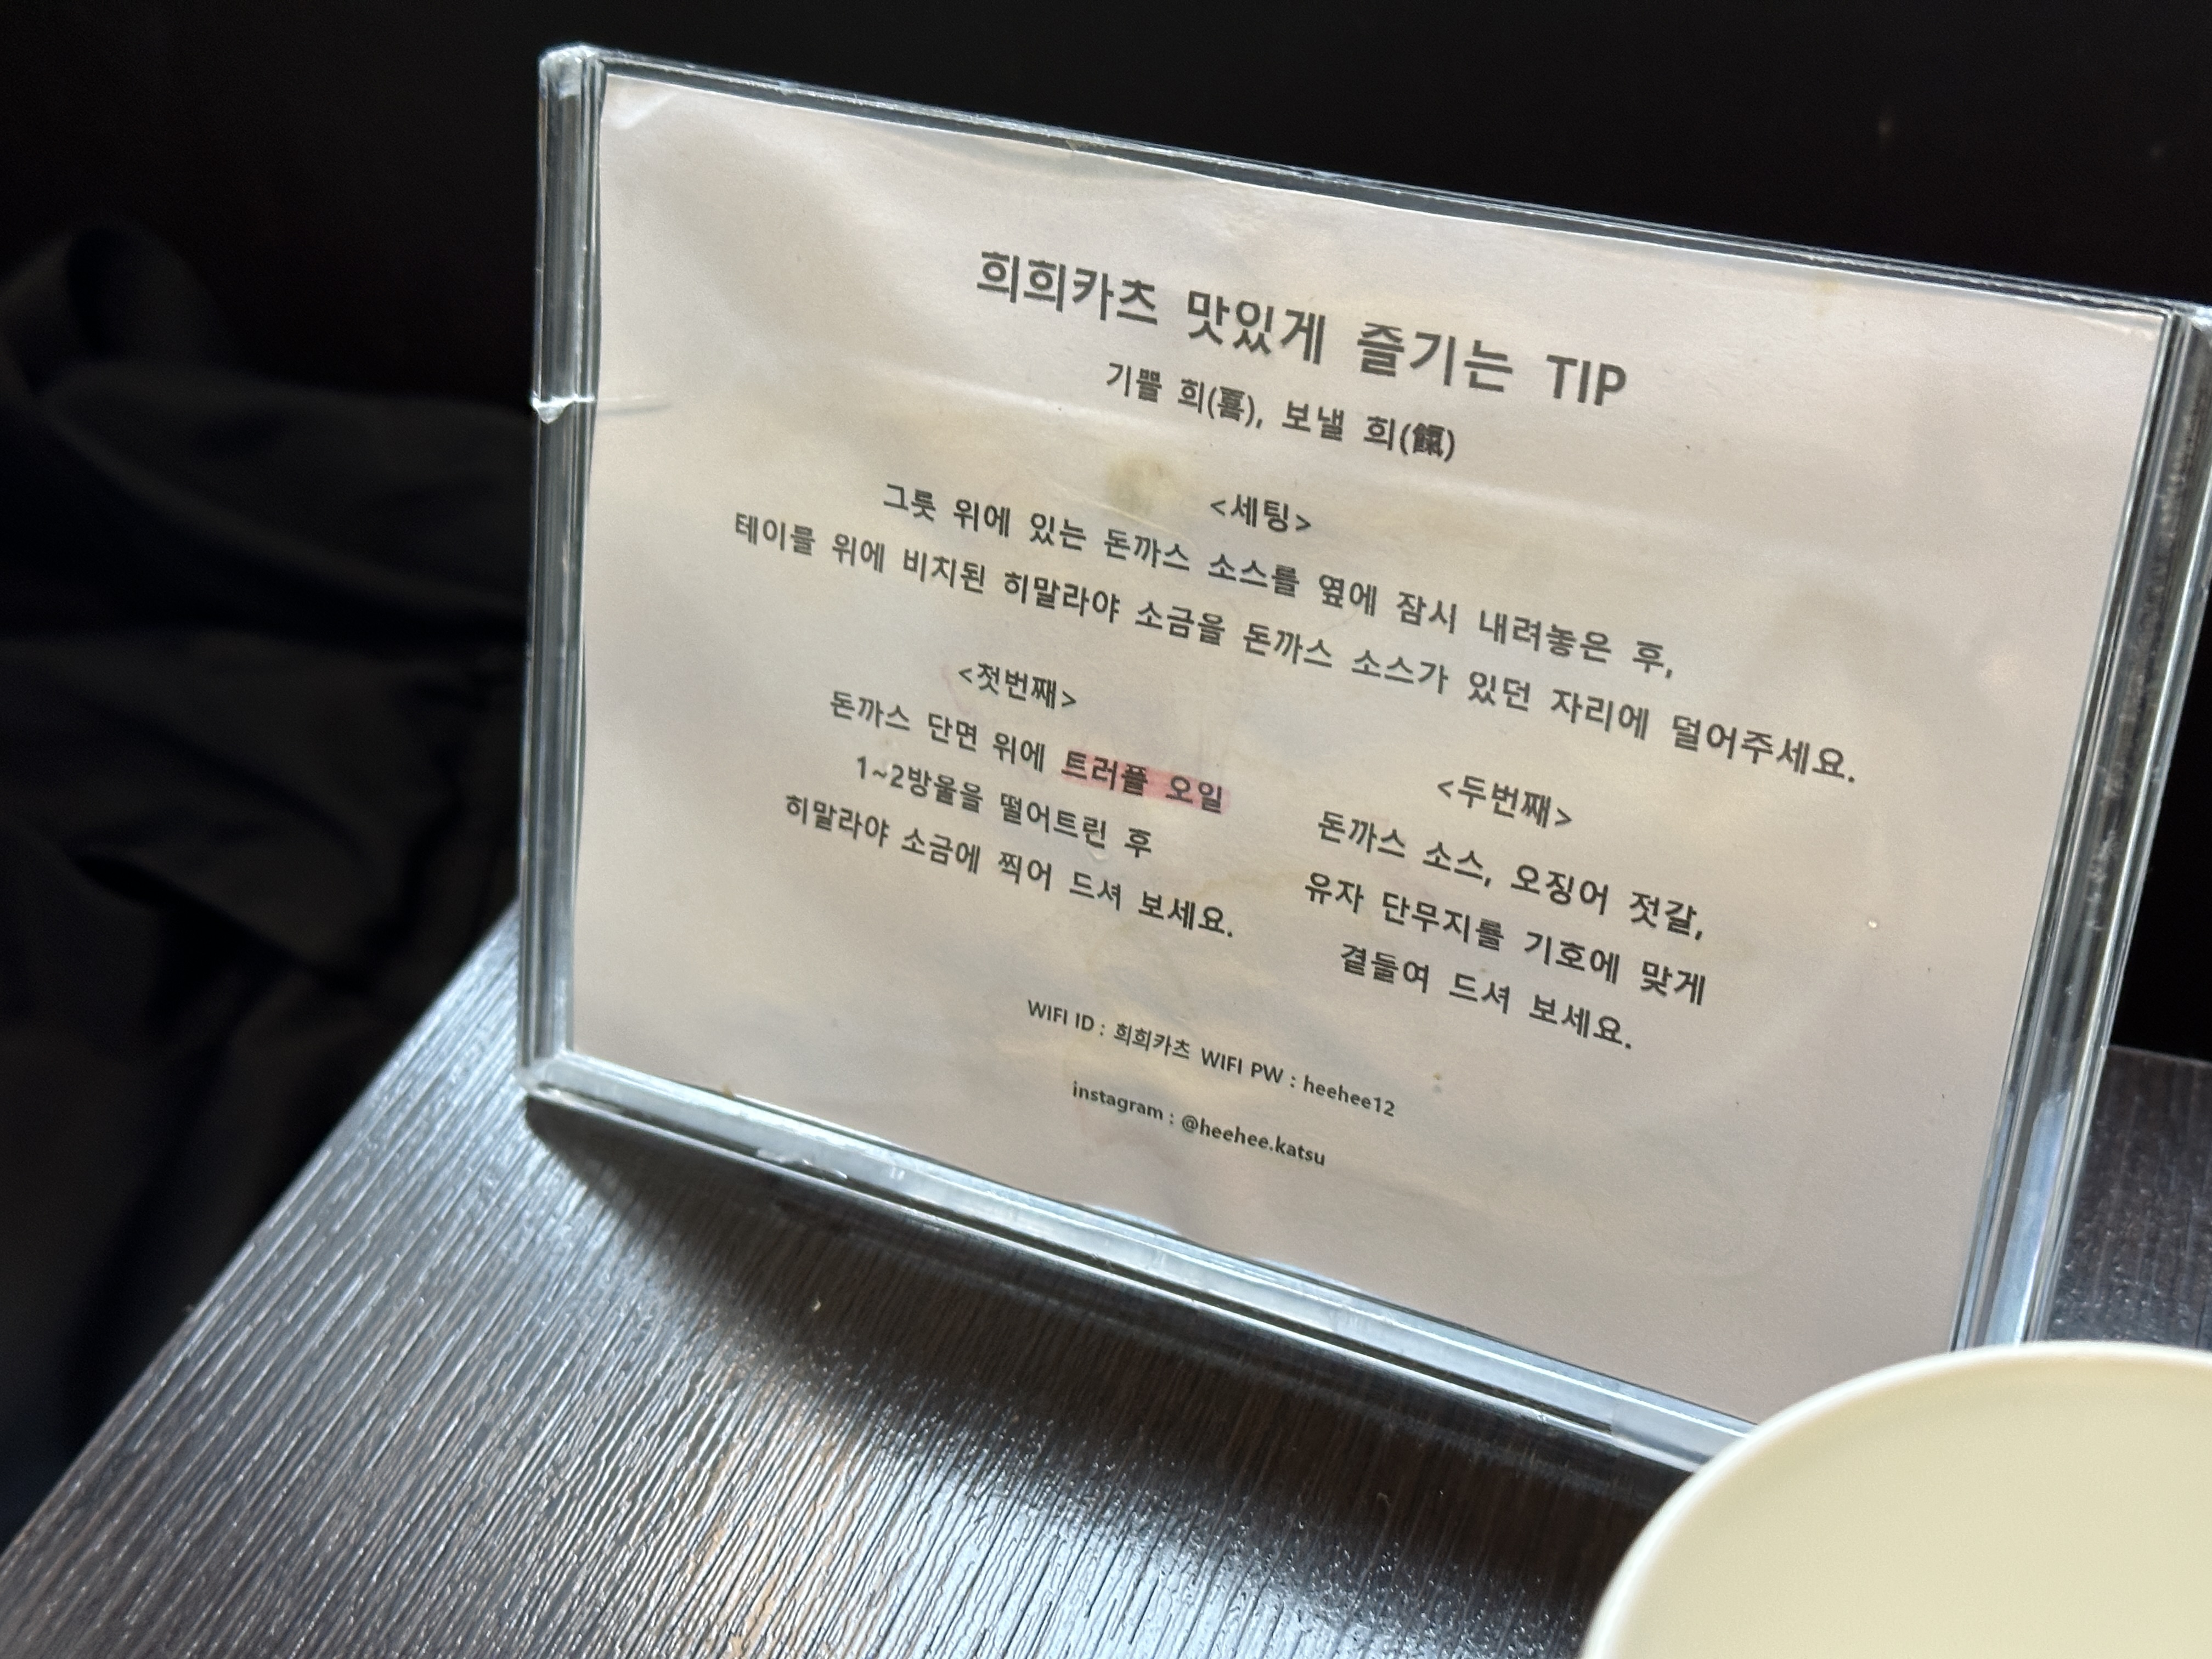 희희카츠 맛있게 즐기는 TIP
기쁠 희(喜), 보낼 희(餼)
<세팅>
그릇 위에 있는 돈까스 소스를 옆에 잠시 내려놓은 후,
테이블 위에 비치된 히말라야 소금을 돈까스 소스가 있던 자리에 덜어주세요.
<첫번째>
돈까스 단면 위에 트러플 오일
1~2방울을 떨어트린 후
히말라야 소금에 찍어 드셔 보세요.
<두번째>
돈까스 소스, 오징어 젓갈,
유자 단무지를 기호에 맞게
곁들여 드셔 보세요.
WIFI ID : 희희카츠 WIFI PW : heehee12
instagram : @heehee.katsu